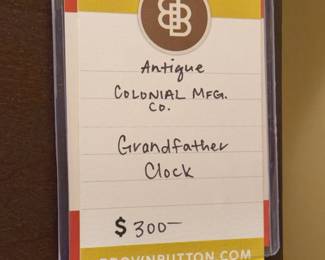 BB
Antique
COLONIAL MFG.
CO.
Grandfather
Clock
$ 300—
BROWNBUTTON.COM